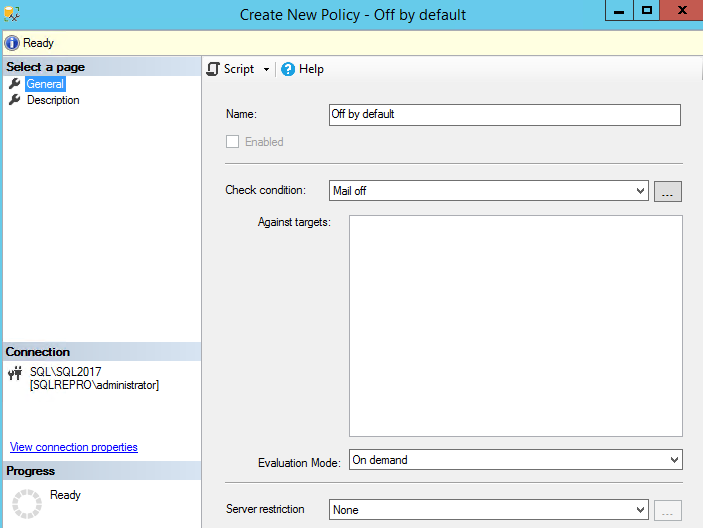 Create New Policy - Off by default
Ready
Select a page
General
Description
Script
Help
Name:
Off by default
Enabled
Check condition:
Mail off
...
Against targets:
Evaluation Mode:
On demand
Server restriction
None
...
Connection
SQL\SQL2017
[SQLREPRO\administrator]
View connection properties
Progress
Ready